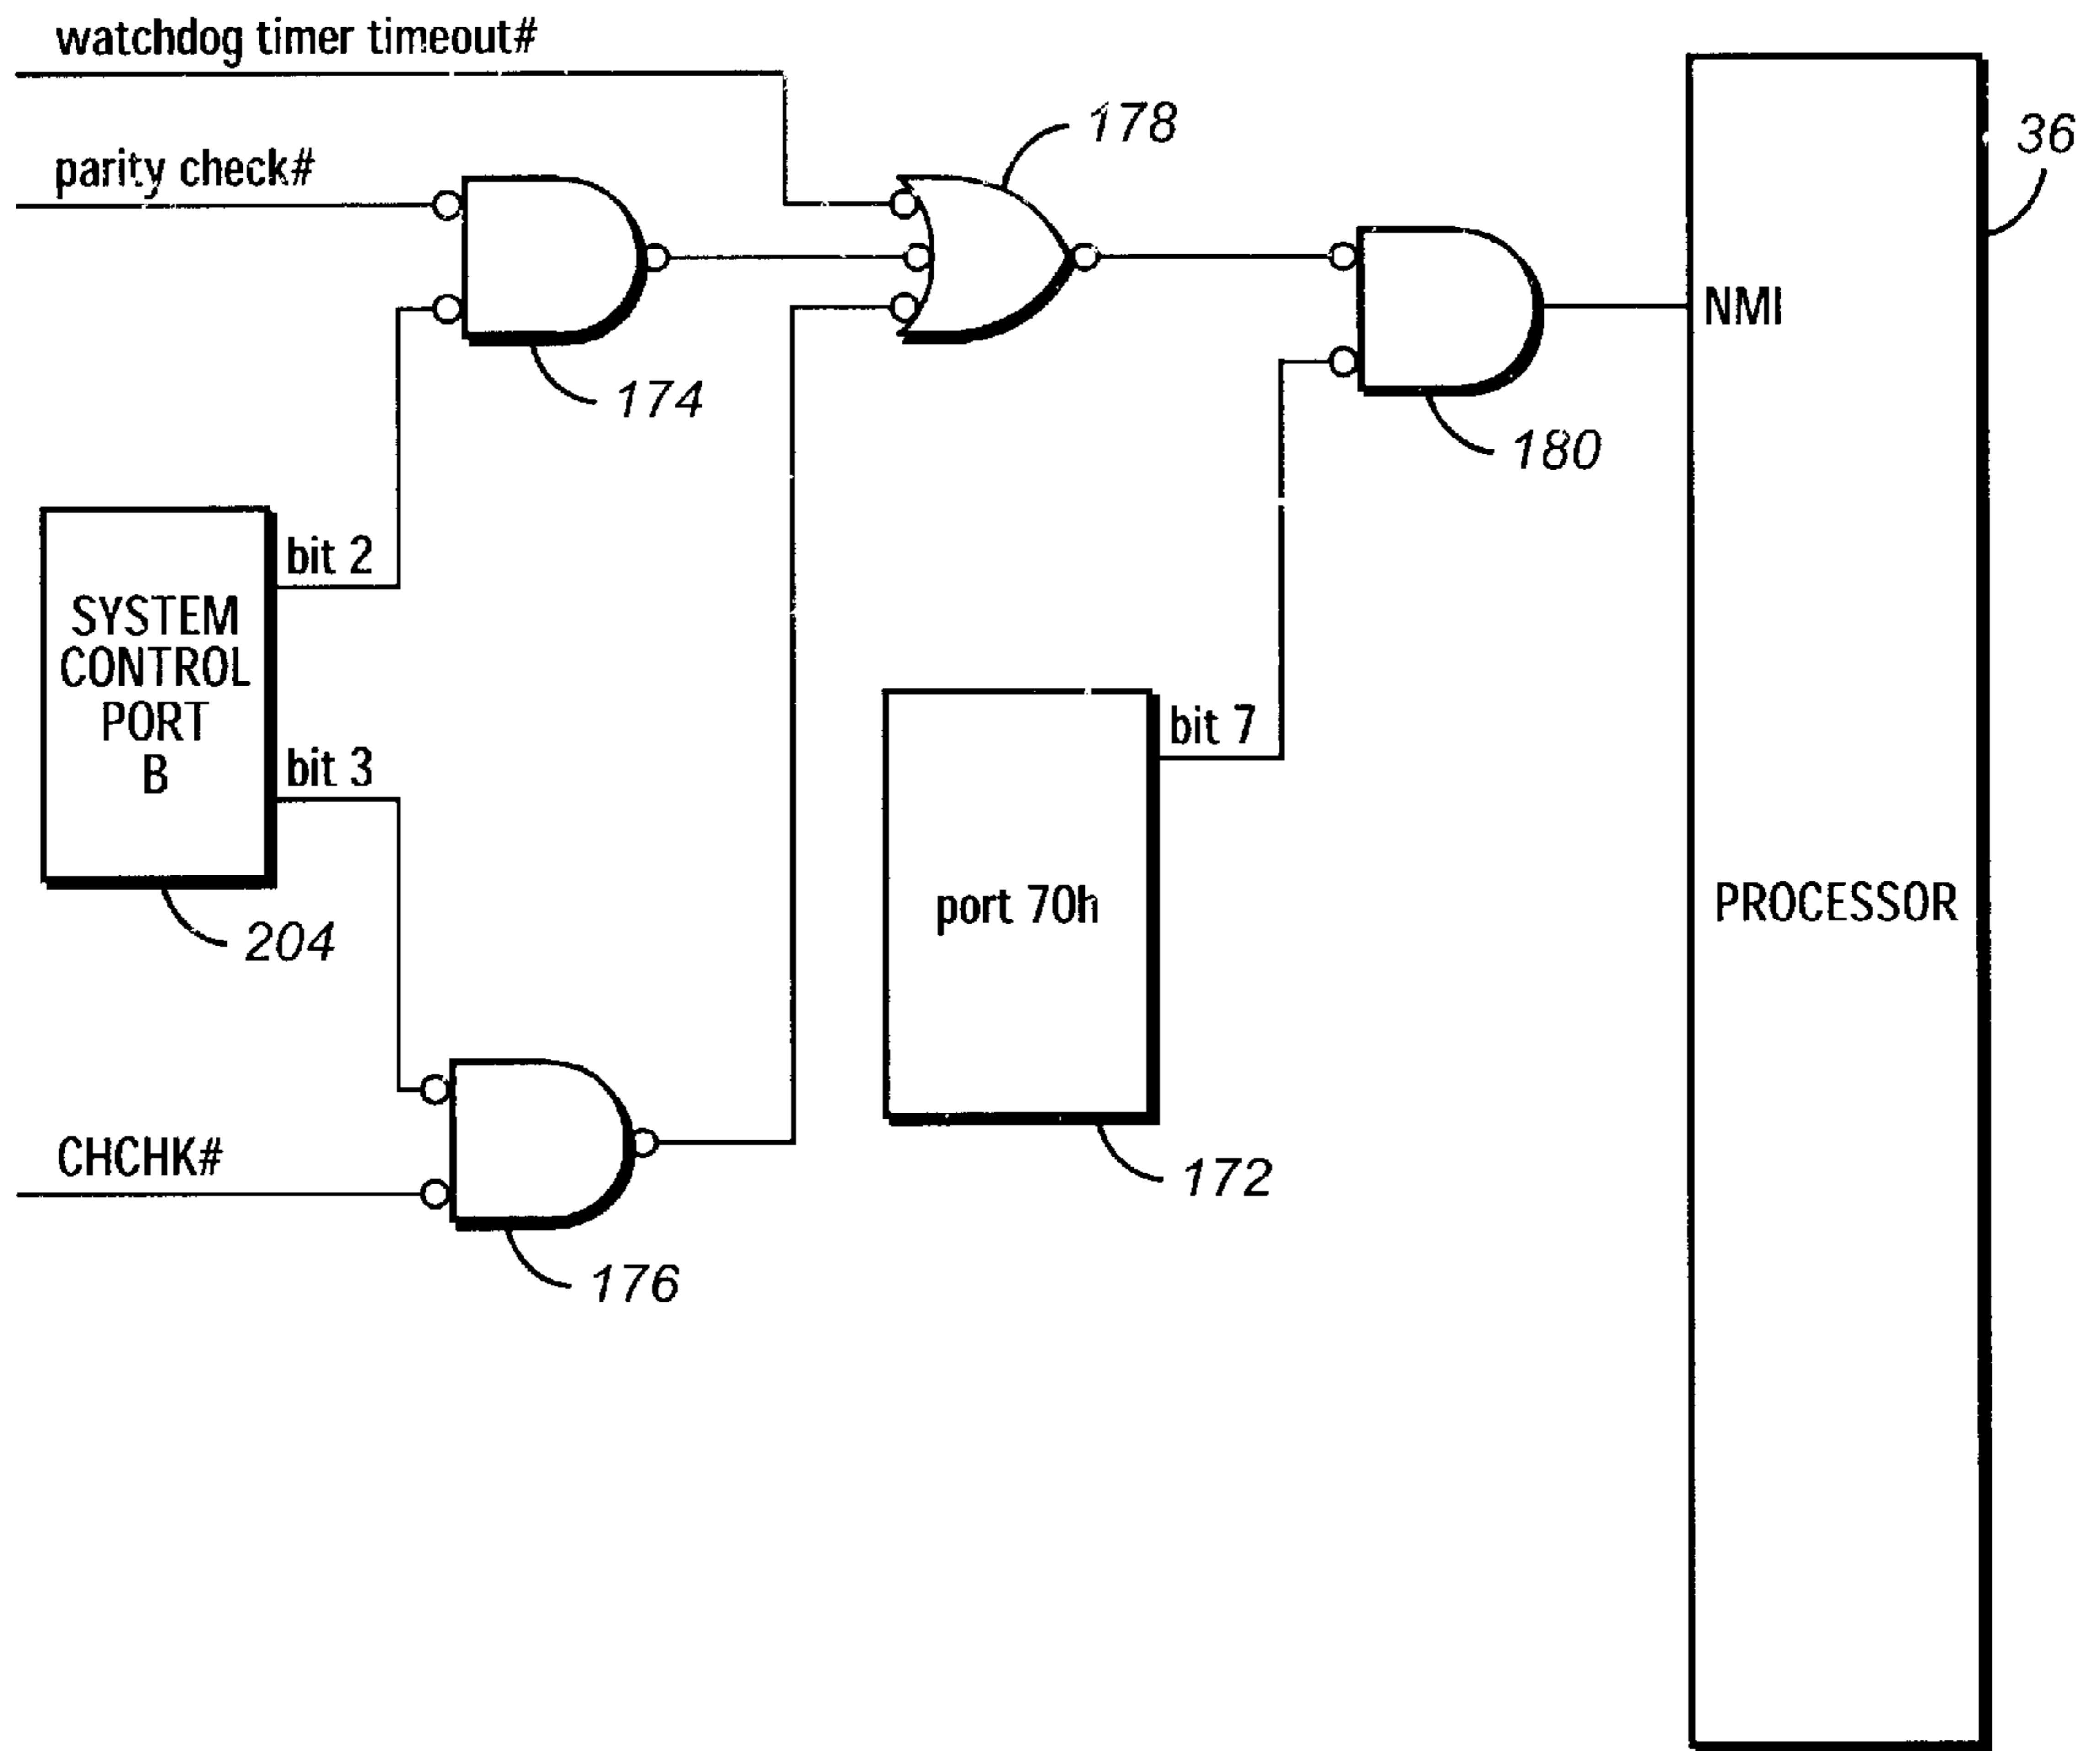 watchdog timer timeout#
parity check#
178
36
174
NMI
180
bit 2
SYSTEM
CONTROL
PORT
B
bit 3
bit 7
204
port 70h
PROCESSOR
CHCHK#
172
176